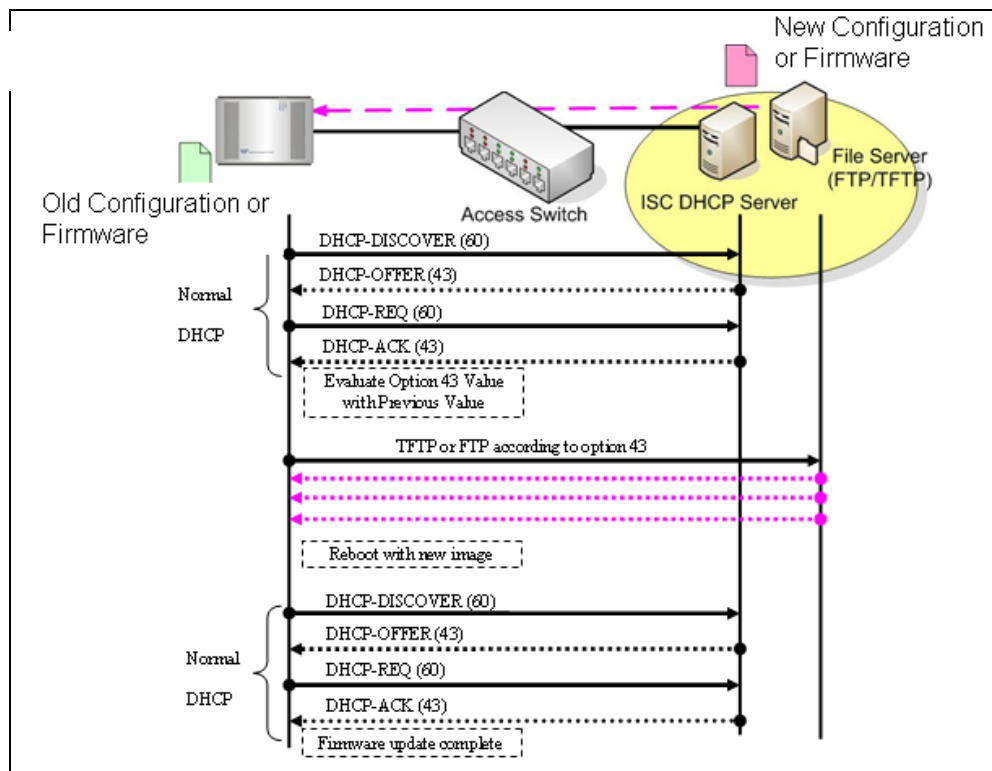 New Configuration
or Firmware
IP
File Server
(FTP/TFTP)
ISC DHCP Server
Access Switch
Old Configuration or
Firmware
DHCP-DISCOVER (60)
DHCP-OFFER (43)
Normal
DHCP-REQ (60)
DHCP
DHCP-ACK (43)
Evaluate Option 43 Value
with Previous Value
TFTP or FTP according to option 43
Reboot with new image
DHCP-DISCOVER (60)
DHCP-OFFER (43)
Normal
DHCP-REQ (60)
DHCP
DHCP-ACK (43)
Firmware update complete